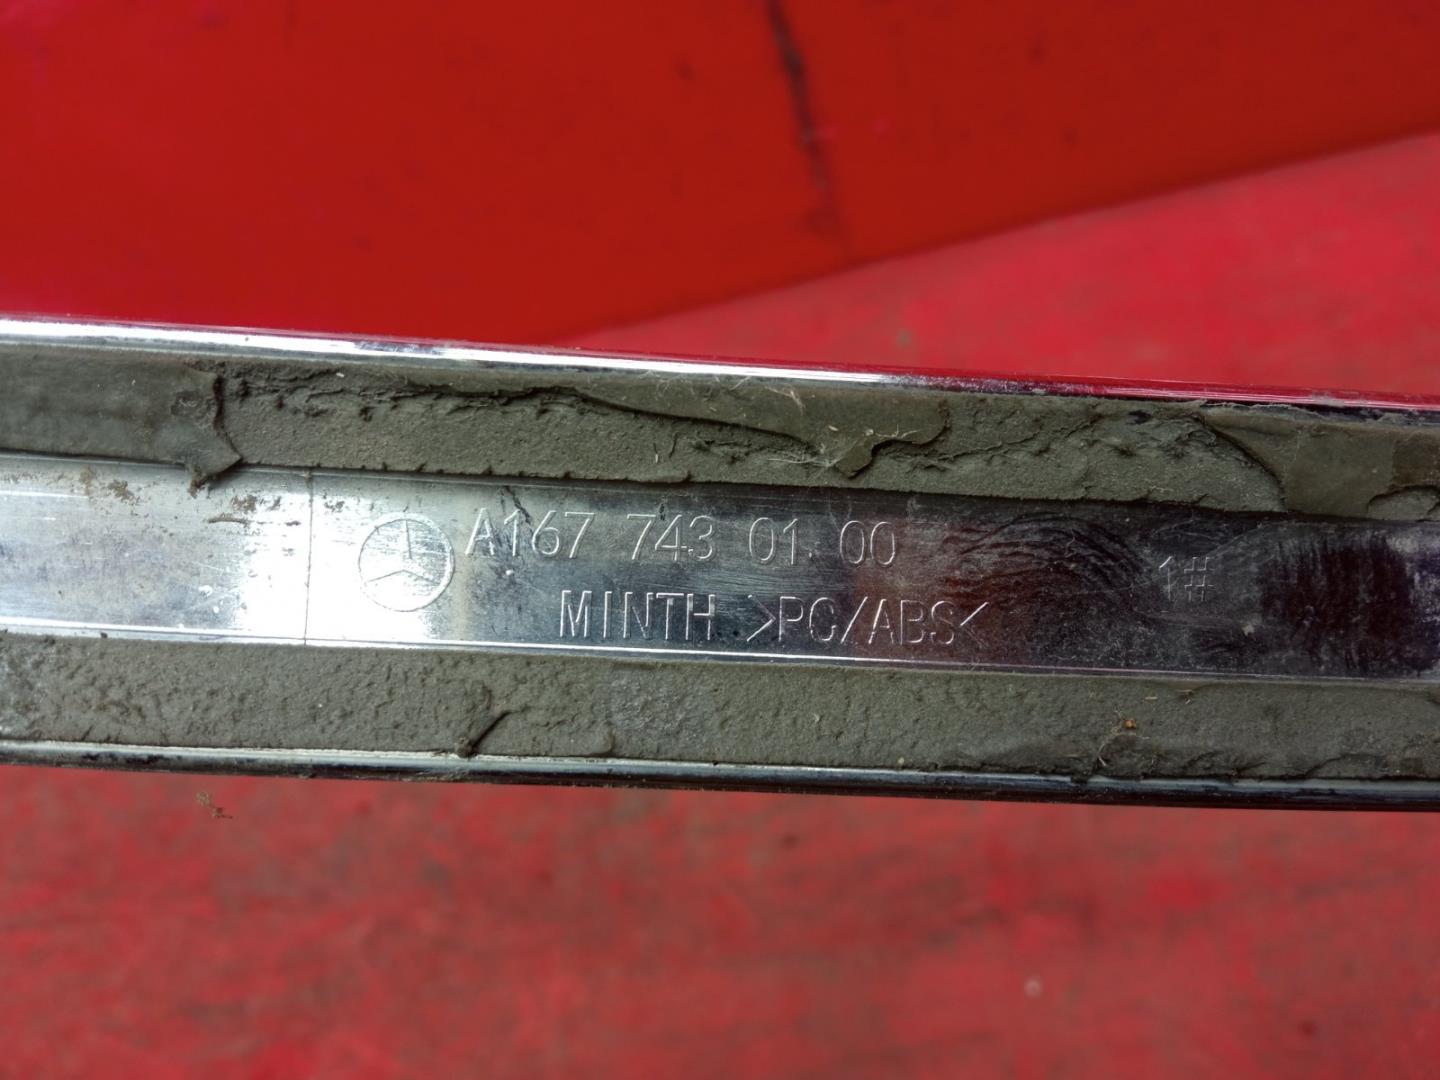 A167 743 01 00
MINTH >PC/ABS<
1#